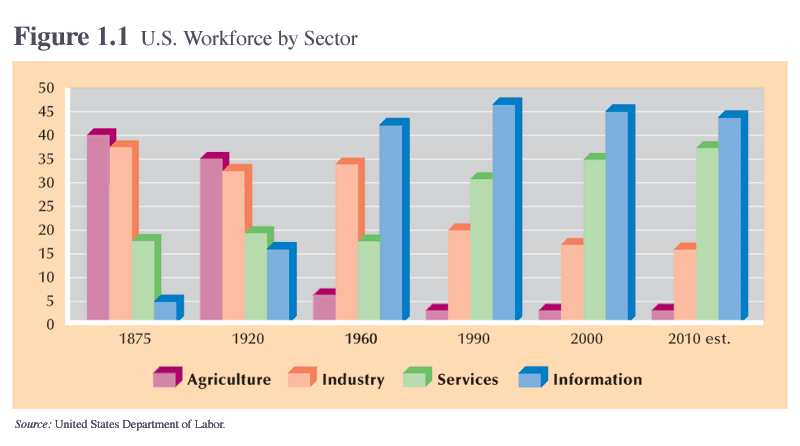 Figure 1.1 U.S. Workforce by Sector
50
45
40
35
30
25
20
15
10
5
0
1875 1920 1960 1990 2000 2010 est.
Agriculture Industry Services Information
Source: United States Department of Labor.